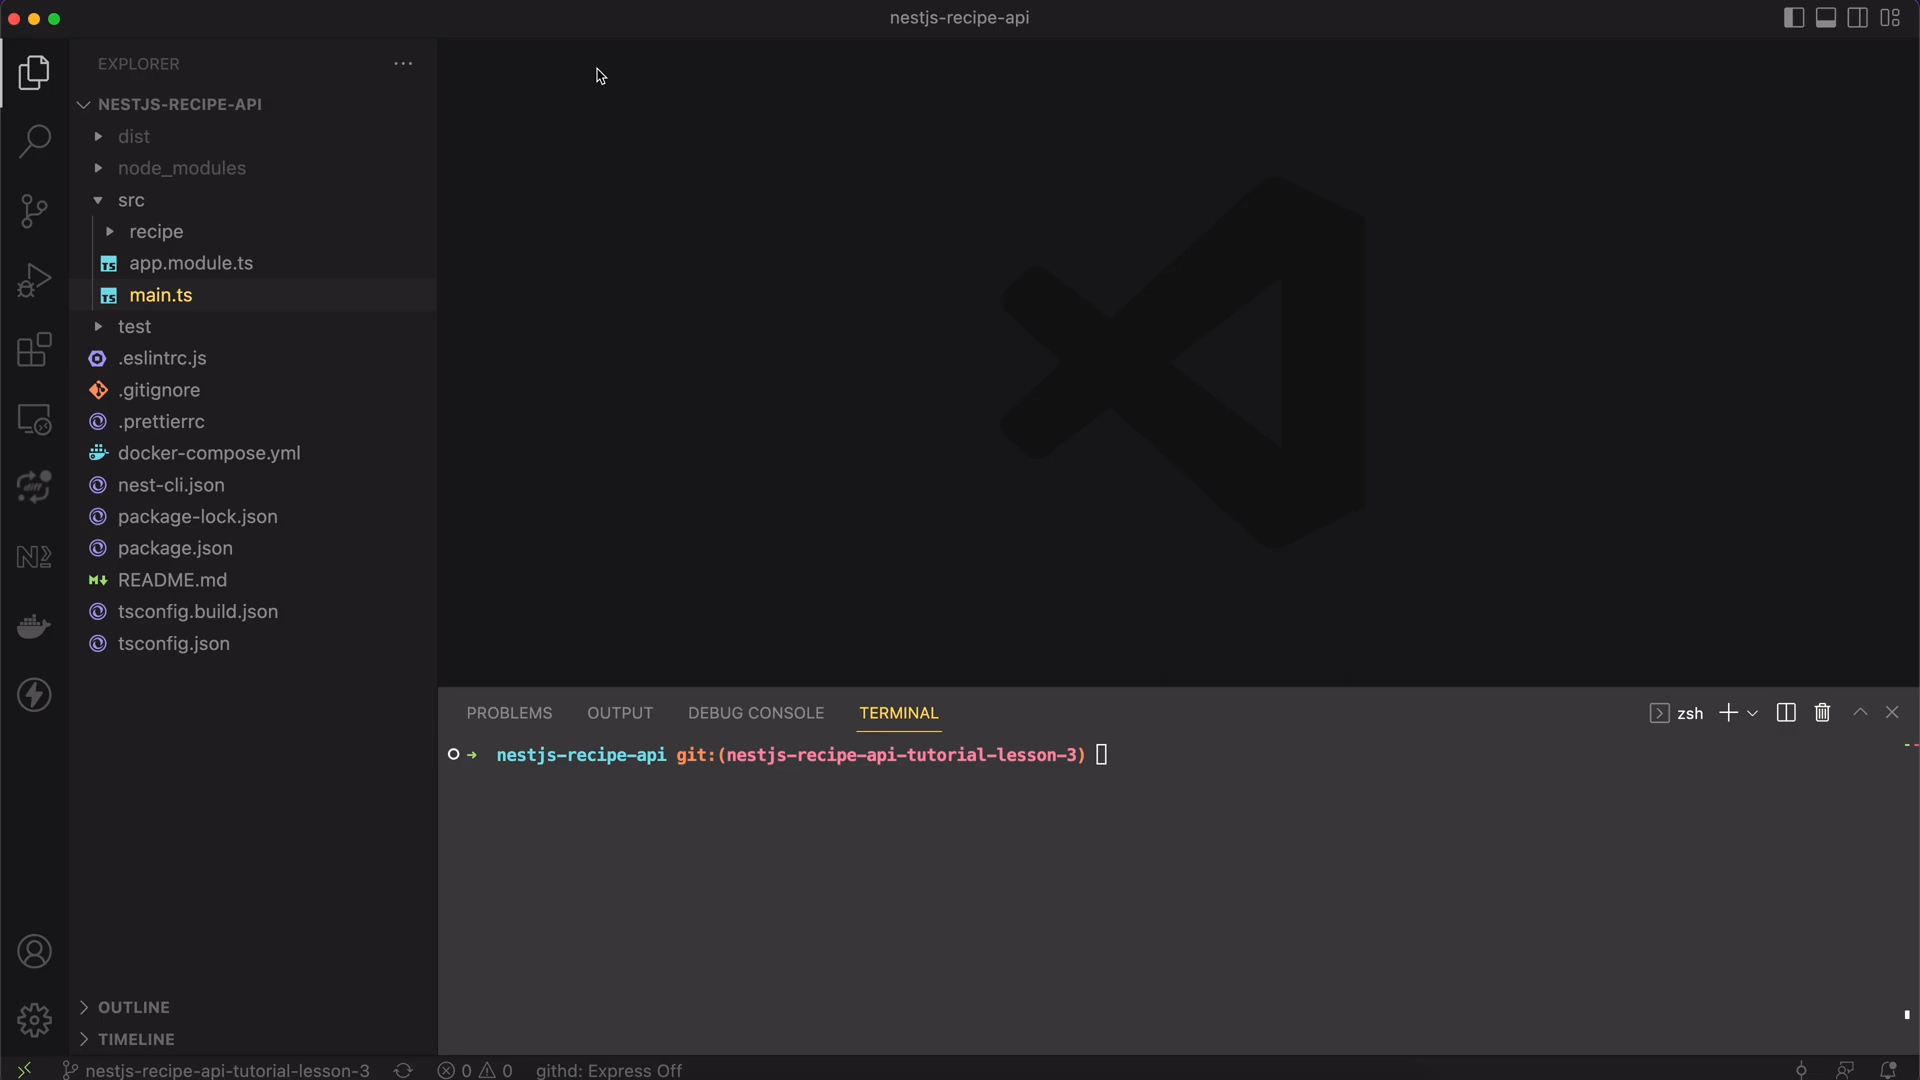 nestjs-recipe-api
EXPLORER
NESTJS-RECIPE-API
dist
node_modules
src
recipe
TS app.module.ts
TS main.ts
test
.eslintrc.js
.gitignore
.prettierrc
docker-compose.yml
nest-cli.json
package-lock.json
package.json
M README.md
tsconfig.build.json
tsconfig.json
OUTLINE
TIMELINE
PROBLEMS OUTPUT DEBUG CONSOLE TERMINAL
zsh
→ nestjs-recipe-api git:(nestjs-recipe-api-tutorial-lesson-3)
nestjs-recipe-api-tutorial-lesson-3 0 0 githd: Express Off